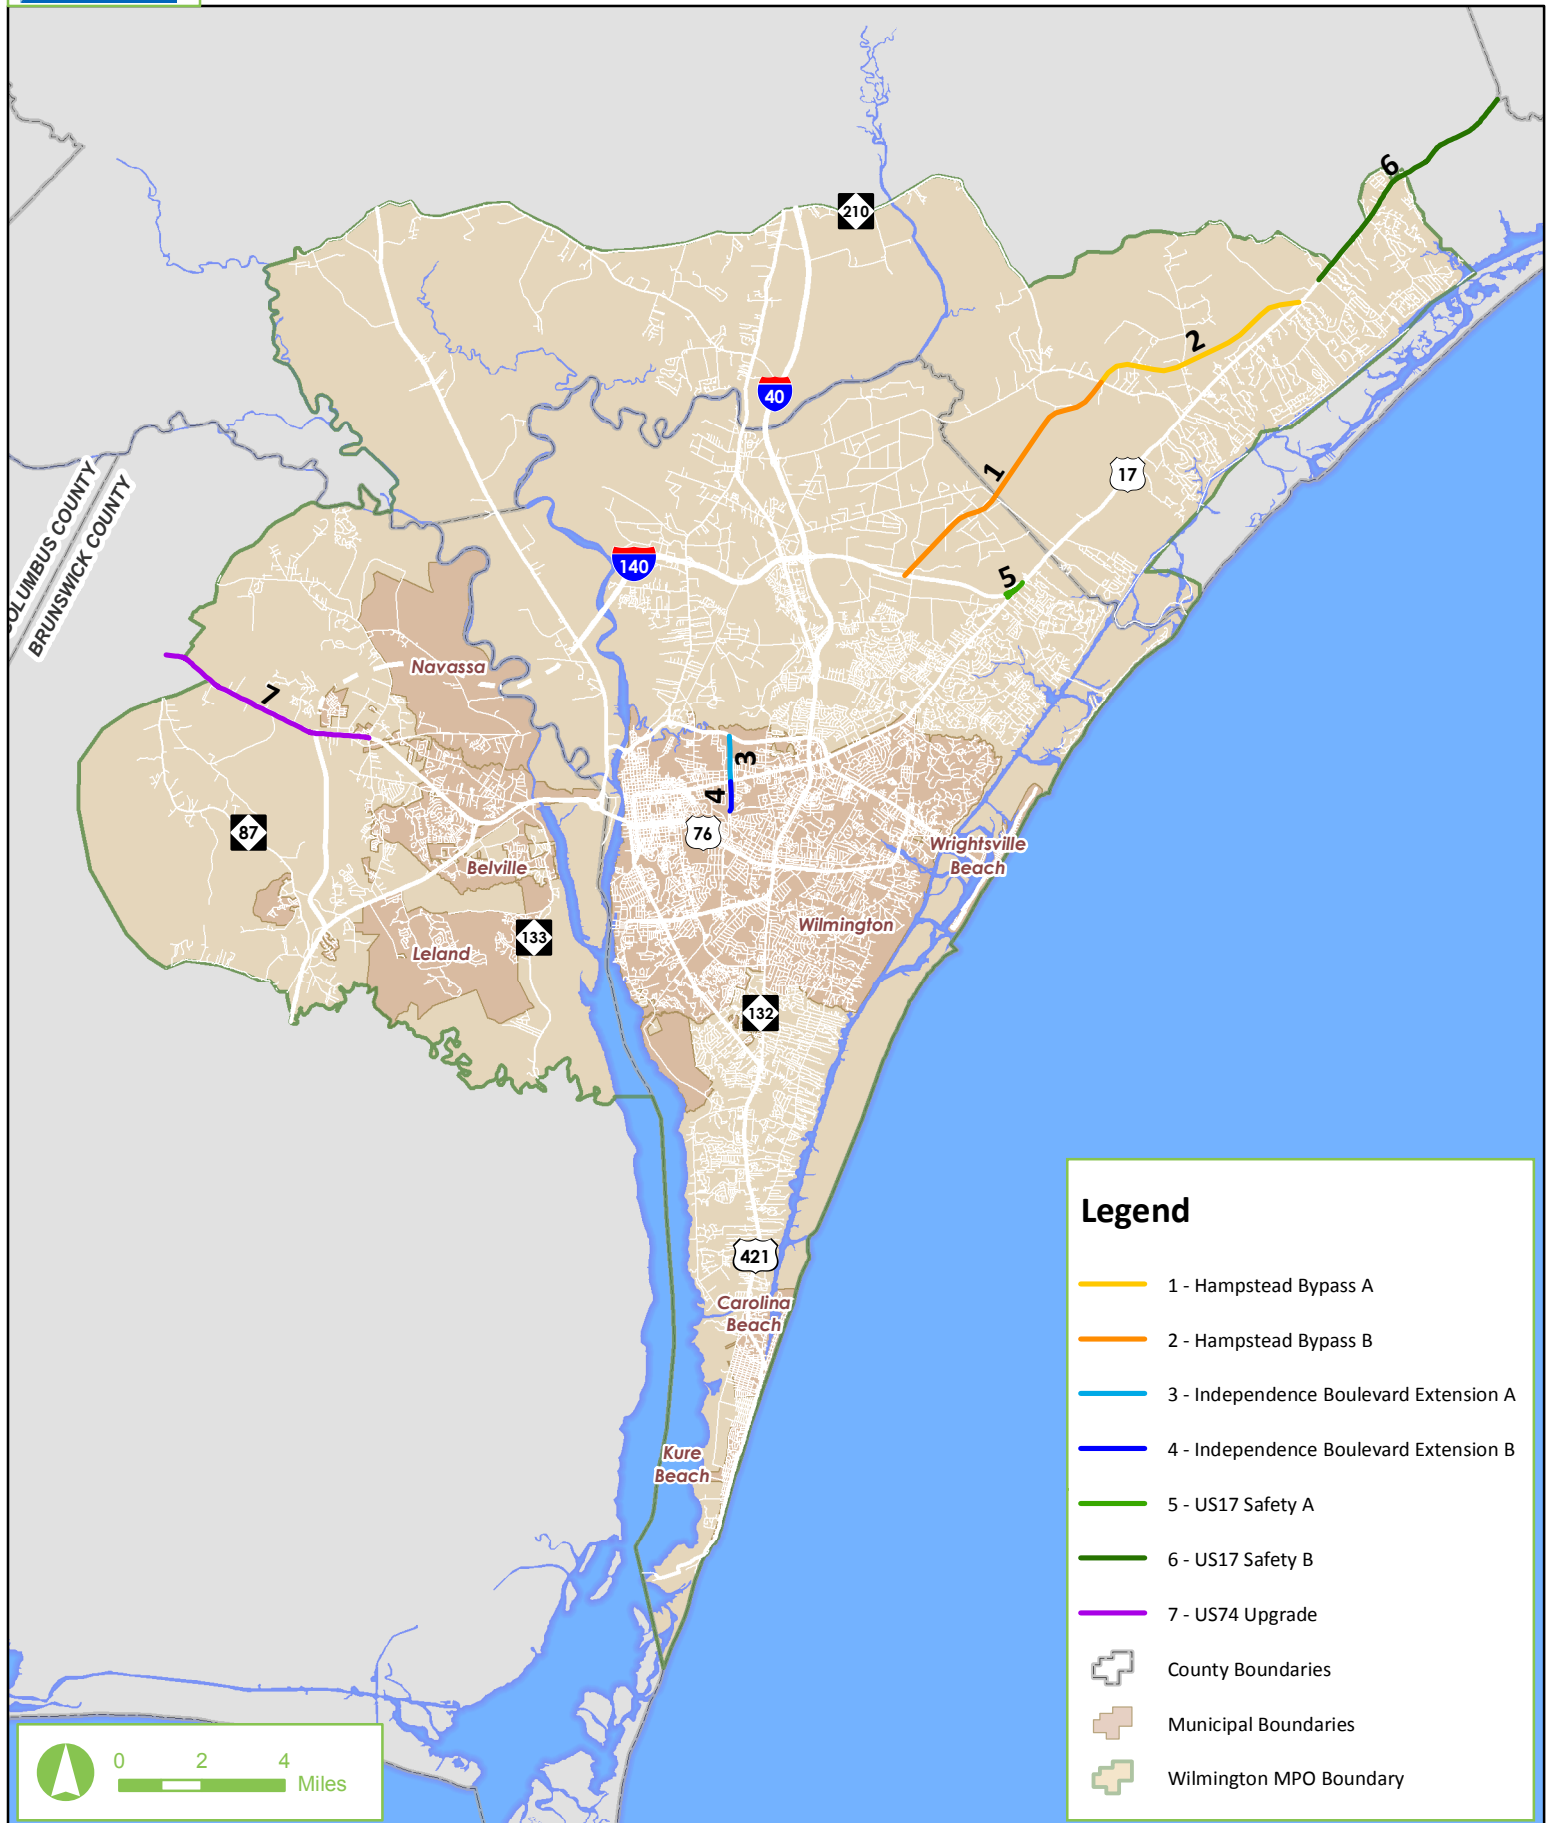 6
210
2
40
1
17
COLUMBUS COUNTY
BRUNSWICK COUNTY
140
5
Navassa
7
3
4
87
76
Wrightsville
Beach
Belville
Wilmington
133
Leland
132
421
Carolina
Beach
Kure
Beach
Legend
1 - Hampstead Bypass A
2 - Hampstead Bypass B
3 - Independence Boulevard Extension A
4 - Independence Boulevard Extension B
5 - US17 Safety A
6 - US17 Safety B
7 - US74 Upgrade
County Boundaries
Municipal Boundaries
Wilmington MPO Boundary
0 2 4
Miles